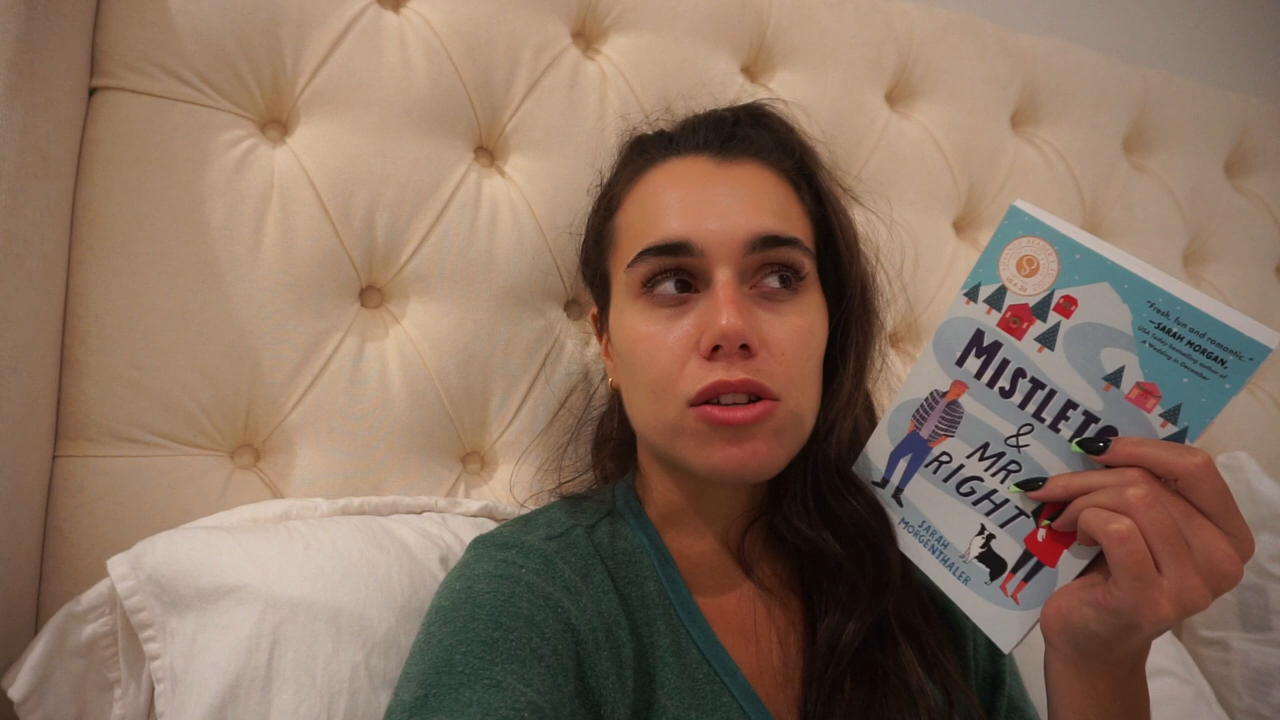 "Fresh, fun and romantic."
—SARAH MORGAN,
USA Today bestselling author of
A Wedding in December
MISTLETO
& 
MR.
RIGHT
SARAH
MORGENTHALER